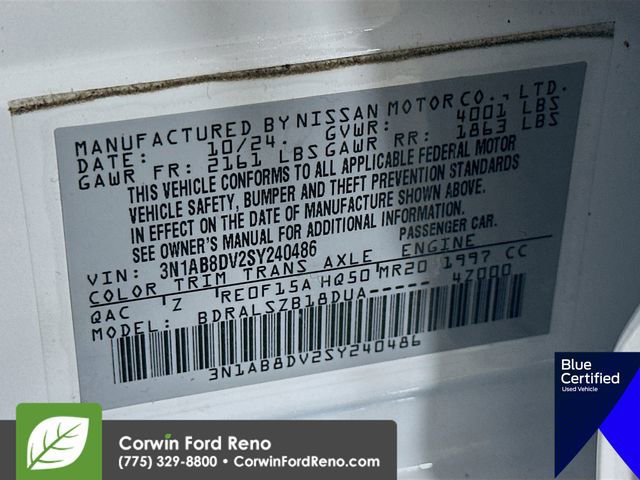 MANUFACTURED BY NISSAN MOTOR CO., LTD.
DATE: 10/24. GVWR: 4001 LBS
GAWR FR: 2161 LBS GAWR RR: 1863 LBS
THIS VEHICLE CONFORMS TO ALL APPLICABLE FEDERAL MOTOR
VEHICLE SAFETY, BUMPER AND THEFT PREVENTION STANDARDS
IN EFFECT ON THE DATE OF MANUFACTURE SHOWN ABOVE.
SEE OWNER'S MANUAL FOR ADDITIONAL INFORMATION.
VIN: 3N1AB8DV2SY240486 PASSENGER CAR.
COLOR TRIM TRANS AXLE ENGINE
QAC Z RE0F15A HQ50 MR20 1997 CC
MODEL: BDRALSZB18DUA----- 4Z000
3N1AB8DV2SY240486
Blue
Certified
Used Vehicle
Corwin Ford Reno
(775) 329-8800 • CorwinFordReno.com